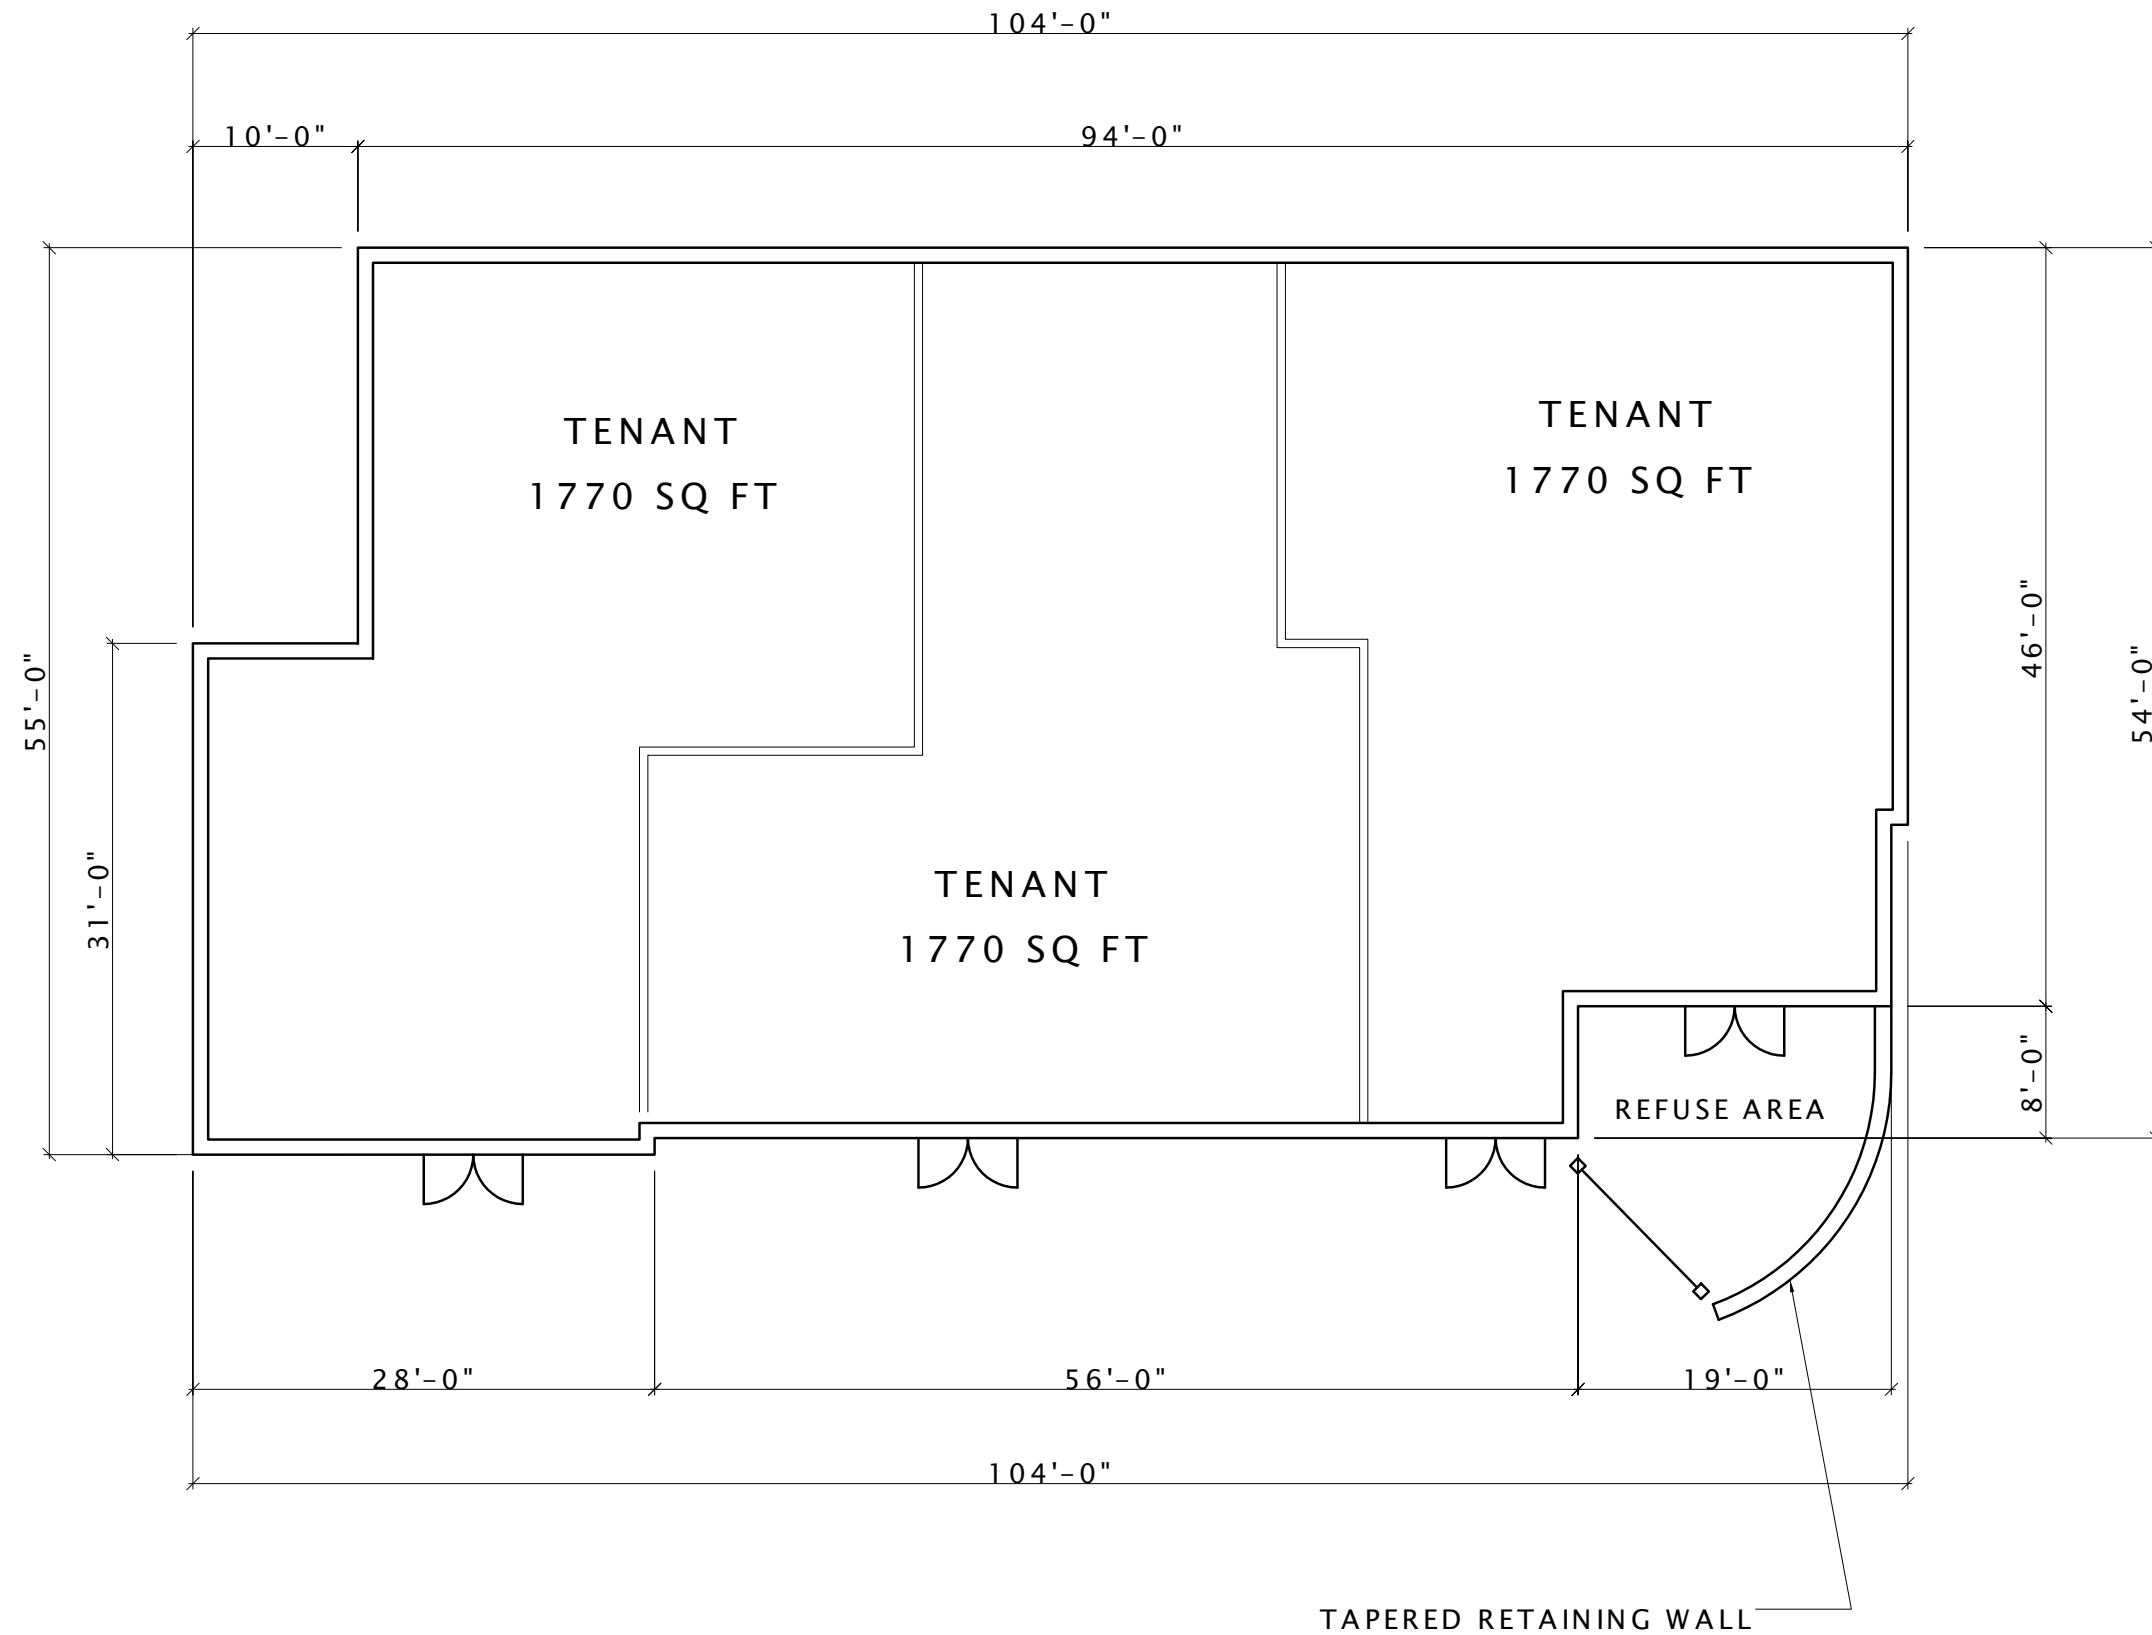 104'-0"
10'-0"
94'-0"
TENANT
1770 SQ FT
TENANT
1770 SQ FT
46'-0"
54'-0"
55'-0"
31'-0"
TENANT
1770 SQ FT
8'-0"
REFUSE AREA
28'-0"
56'-0"
19'-0"
104'-0"
TAPERED RETAINING WALL